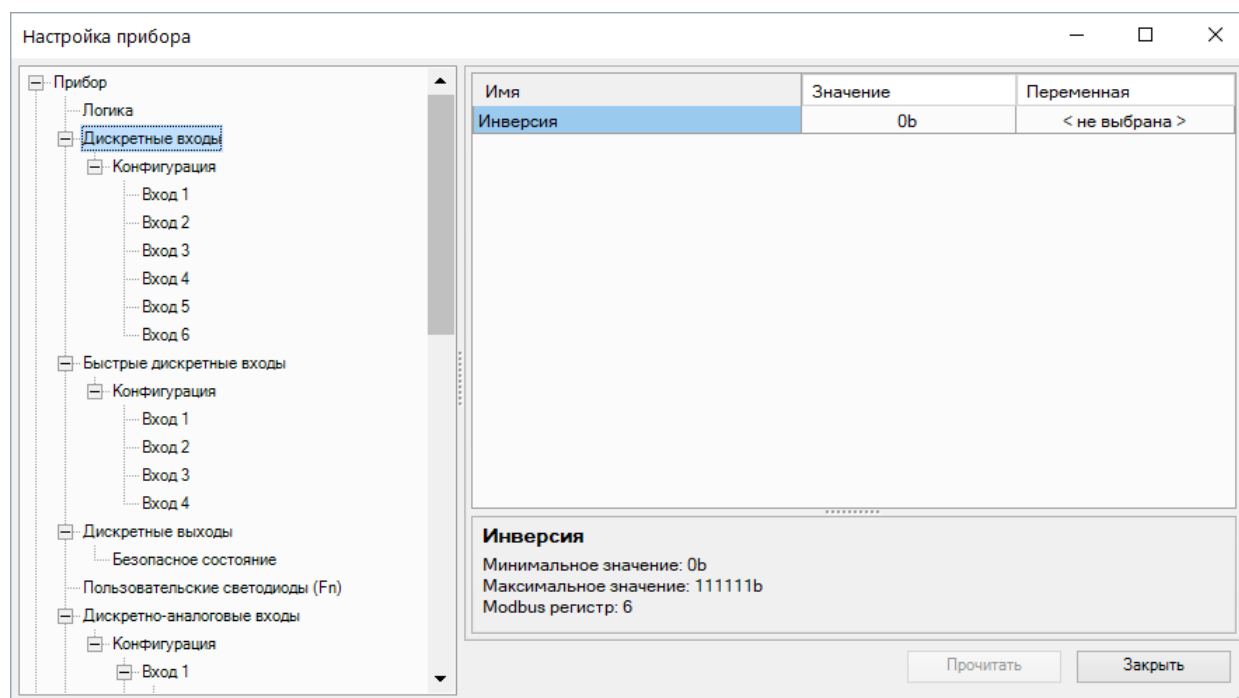 Настройка прибора
Прибор
Логика
Дискретные входы
Конфигурация
Вход 1
Вход 2
Вход 3
Вход 4
Вход 5
Вход 6
Быстрые дискретные входы
Конфигурация
Вход 1
Вход 2
Вход 3
Вход 4
Дискретные выходы
Безопасное состояние
Пользовательские светодиоды (Fn)
Дискретно-аналоговые входы
Конфигурация
Вход 1
Имя Значение Переменная
Инверсия 0b < не выбрана >
Инверсия
Минимальное значение: 0b
Максимальное значение: 111111b
Modbus регистр: 6
Прочитать Закрыть